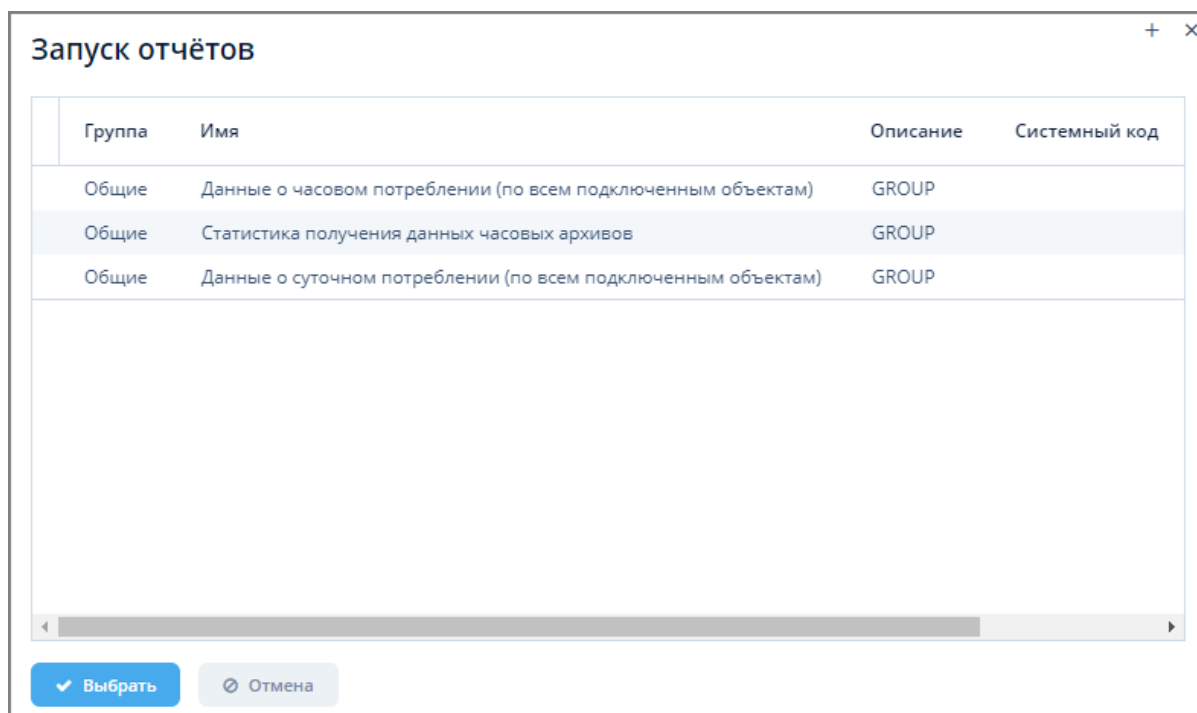 Запуск отчётов
Группа Имя Описание Системный код
Общие Данные о часовом потреблении (по всем подключенным объектам) GROUP
Общие Статистика получения данных часовых архивов GROUP
Общие Данные о суточном потреблении (по всем подключенным объектам) GROUP
Выбрать Отмена